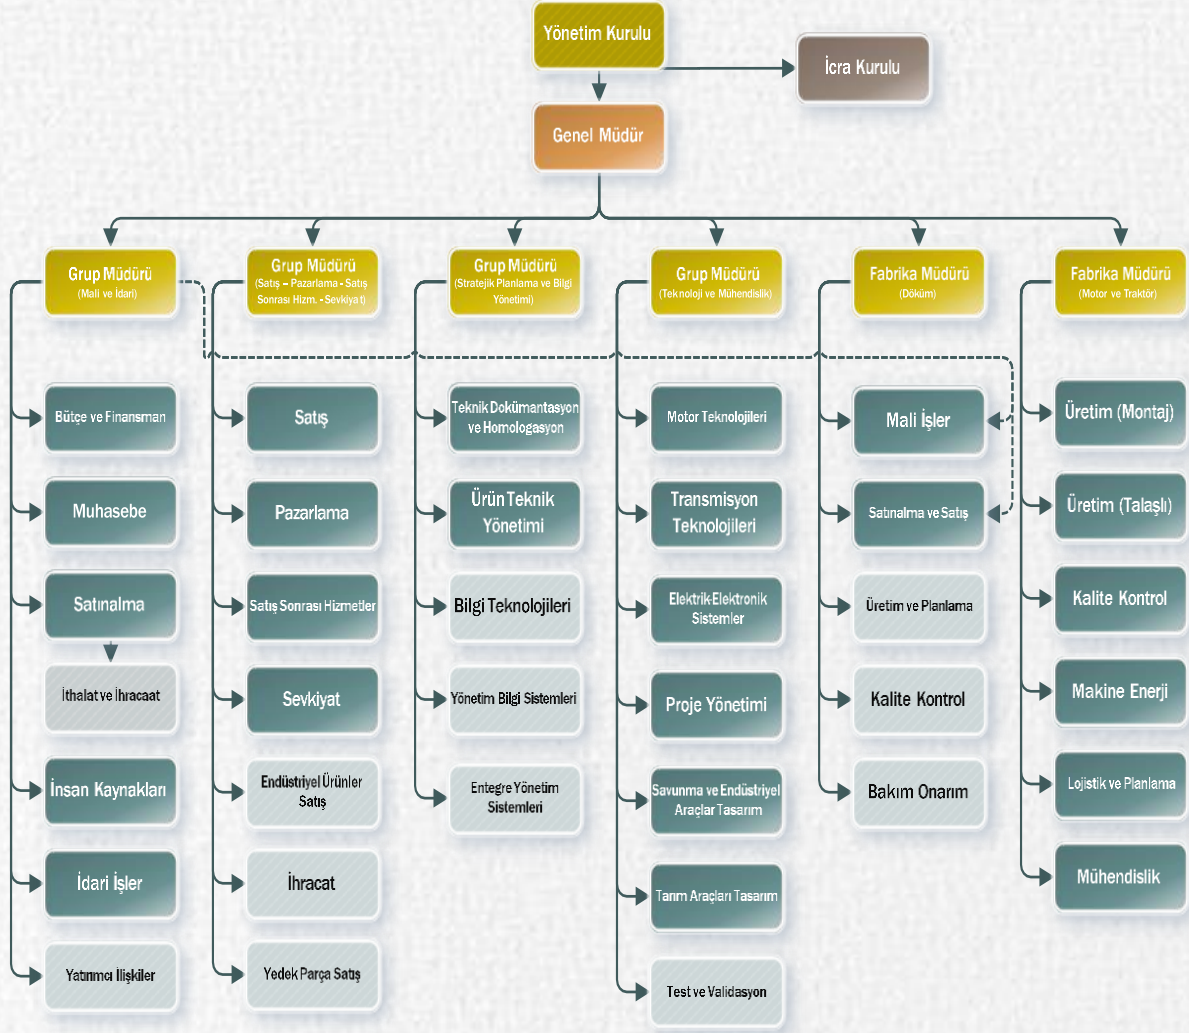 Yönetim Kurulu
İcra Kurulu
Genel Müdür
Grup Müdürü
(Mali ve İdari)
Grup Müdürü
(Satış – Pazarlama - Satış
Sonrası Hizm. - Sevkiyat)
Grup Müdürü
(Stratejik Planlama ve Bilgi
Yönetimi)
Grup Müdürü
(Teknoloji ve Mühendislik)
Fabrika Müdürü
(Döküm)
Fabrika Müdürü
(Motor ve Traktör)
Bütçe ve Finansman
Muhasebe
Satınalma
İthalat ve İhracaat
İnsan Kaynakları
İdari İşler
Yatırımcı İlişkiler
Satış
Pazarlama
Satış Sonrası Hizmetler
Sevkiyat
Endüstriyel Ürünler
Satış
İhracat
Yedek Parça Satış
Teknik Dokümantasyon
ve Homologasyon
Ürün Teknik
Yönetimi
Bilgi Teknolojileri
Yönetim Bilgi Sistemleri
Entegre Yönetim
Sistemleri
Motor Teknolojileri
Transmisyon
Teknolojileri
Elektrik-Elektronik
Sistemler
Proje Yönetimi
Savunma ve Endüstriyel
Araçlar Tasarım
Tarım Araçları Tasarım
Test ve Validasyon
Mali İşler
Satınalma ve Satış
Üretim ve Planlama
Kalite Kontrol
Bakım Onarım
Üretim (Montaj)
Üretim (Talaşlı)
Kalite Kontrol
Makine Enerji
Lojistik ve Planlama
Mühendislik